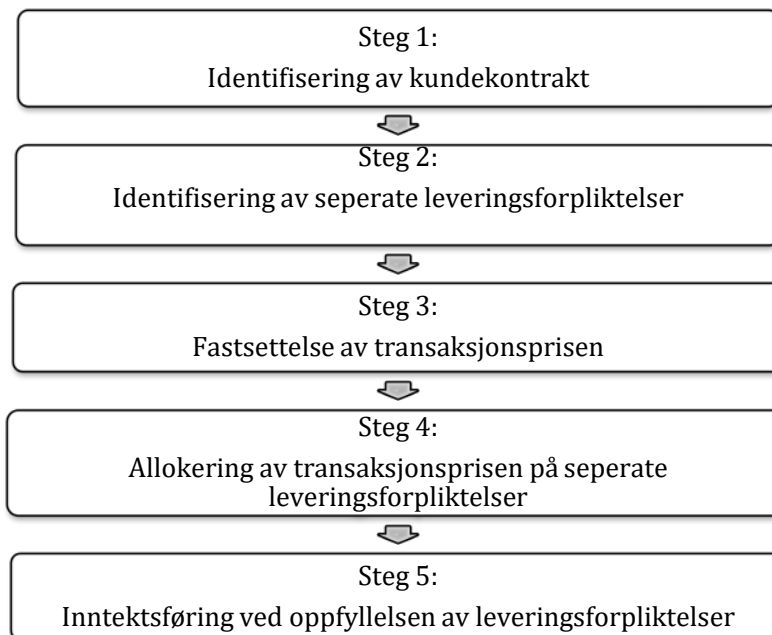 Steg 1:
Identifisering av kundekontrakt
Steg 2:
Identifisering av seperate leveringsforpliktelser
Steg 3:
Fastsettelse av transaksjonsprisen
Steg 4:
Allokering av transaksjonsprisen på seperate
leveringsforpliktelser
Steg 5:
Inntektsføring ved oppfyllelsen av leveringsforpliktelser